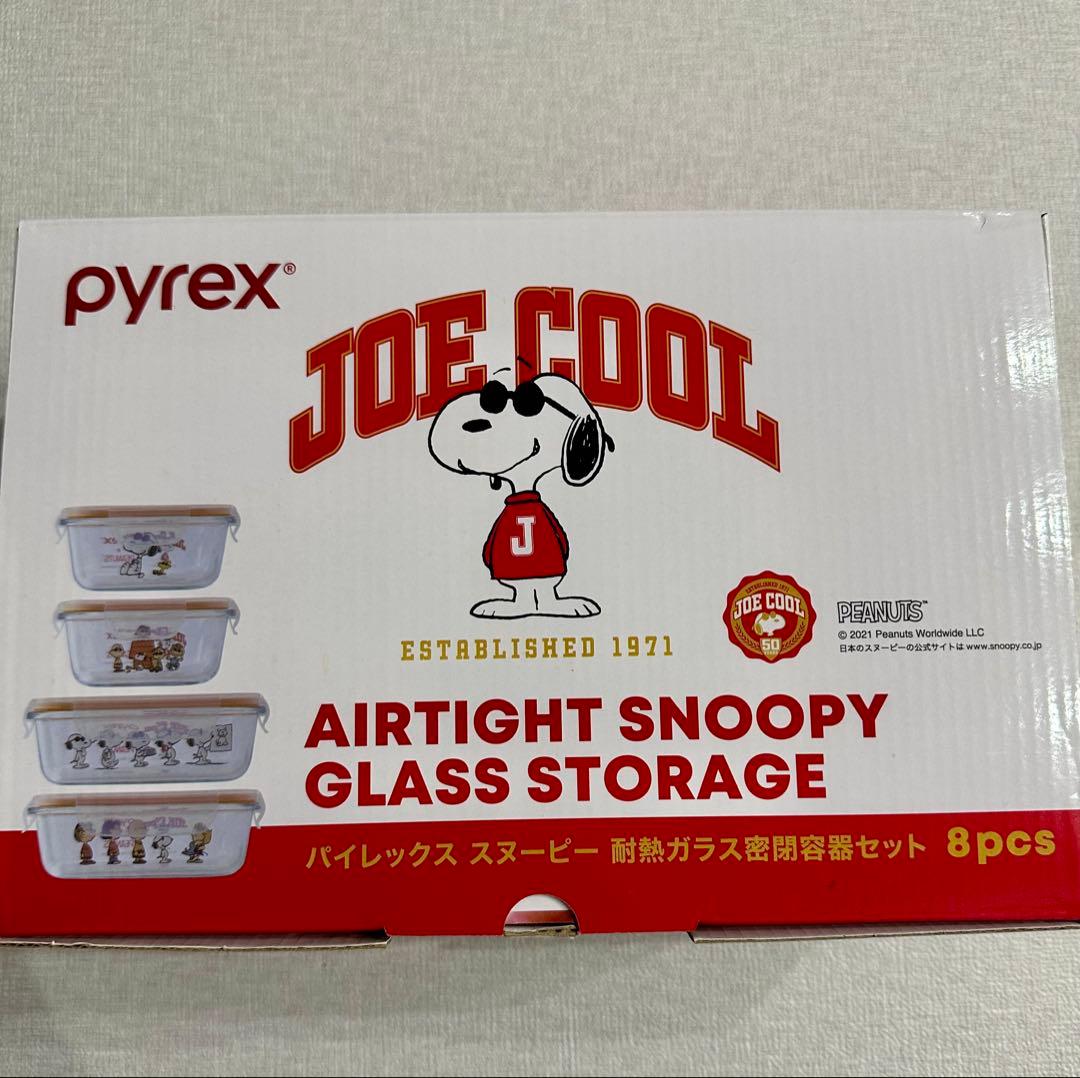 pyrex®
JOE COOL
J
ESTABLISHED 1971
ESTABLISHED 1971
JOE COOL
50
PEANUTS™
© 2021 Peanuts Worldwide LLC
日本のスヌーピーの公式サイトは www.snoopy.co.jp
AIRTIGHT SNOOPY
GLASS STORAGE
パイレックス スヌーピー 耐熱ガラス密閉容器セット 8pcs